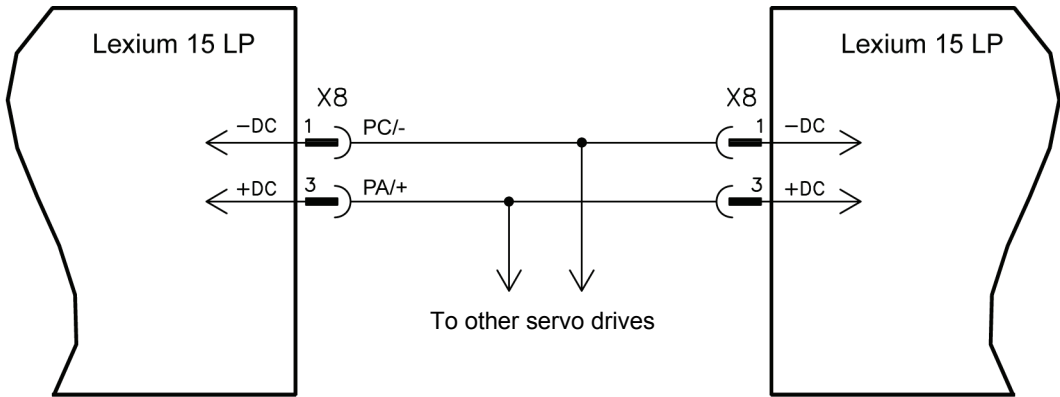 Lexium 15 LP
Lexium 15 LP
X8
X8
−DC
1
PC/-
1
−DC
+DC
3
PA/+
3
+DC
To other servo drives